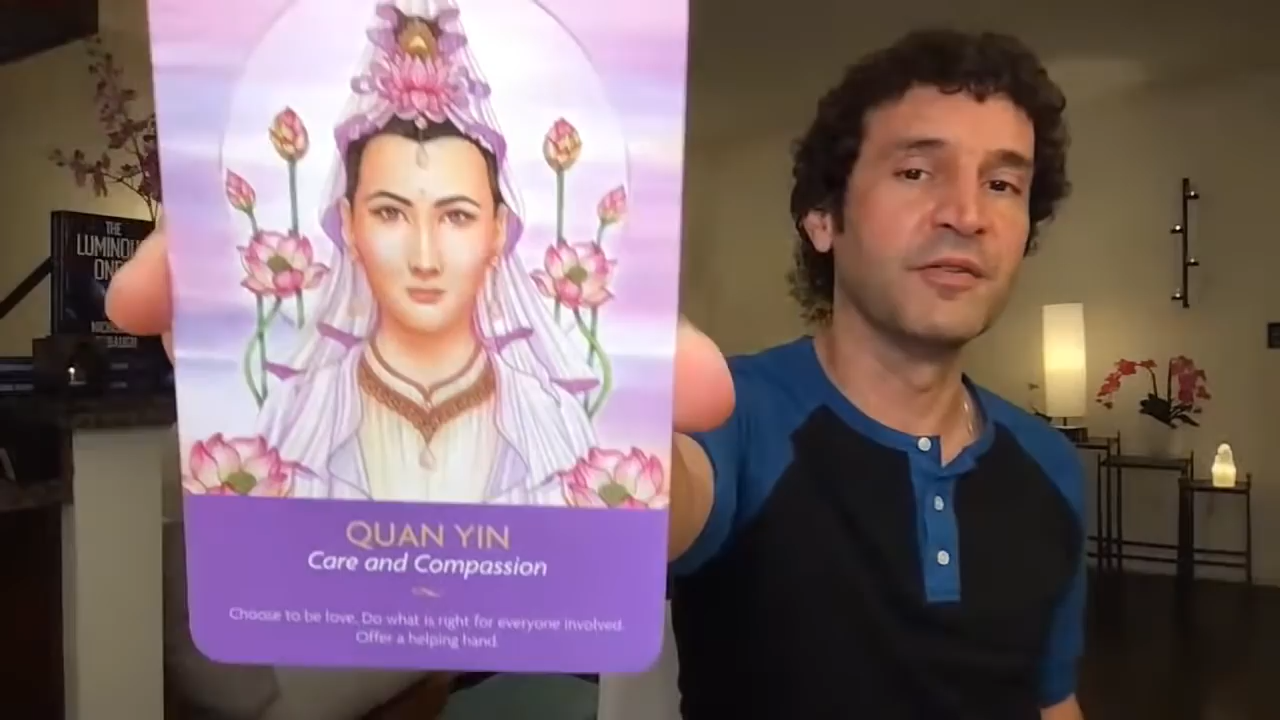 THE
LUMINOUS
QUAN YIN
Care and Compassion
Choose to be love. Do what is right for everyone involved.
Offer a helping hand.